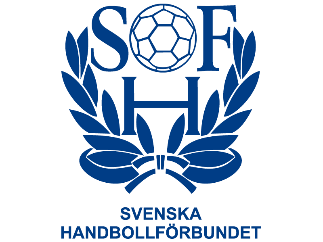 S F
H
SVENSKA
HANDBOLLFÖRBUNDET